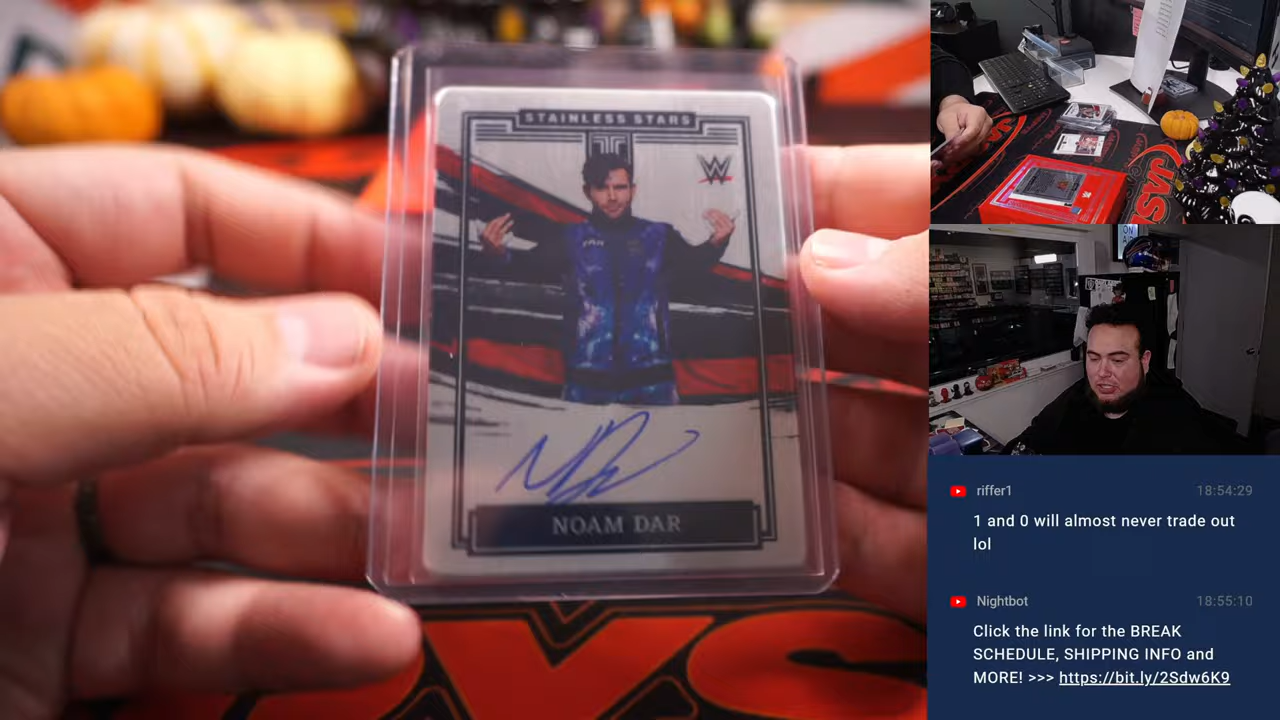 STAINLESS STARS
W
NOAM DAR
riffer1
18:54:29
1 and 0 will almost never trade out
lol
Nightbot
18:55:10
Click the link for the BREAK
SCHEDULE, SHIPPING INFO and
MORE! >>> https://bit.ly/2Sdw6K9